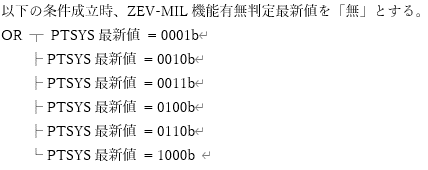 以下の条件成立時、ZEV-MIL 機能有無判定最新値を「無」とする。
OR ┬ PTSYS 最新値 = 0001b↵
├ PTSYS 最新値 = 0010b↵
├ PTSYS 最新値 = 0011b↵
├ PTSYS 最新値 = 0100b↵
├ PTSYS 最新値 = 0110b↵
└ PTSYS 最新値 = 1000b ↵